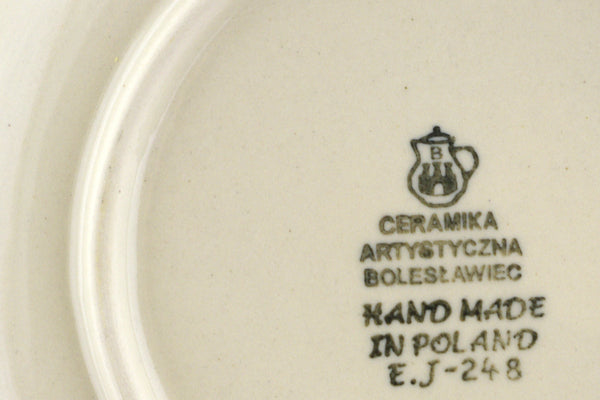 B
CERAMIKA
ARTYSTYCZNA
BOLESŁAWIEC
HAND MADE
IN POLAND
E.J-248